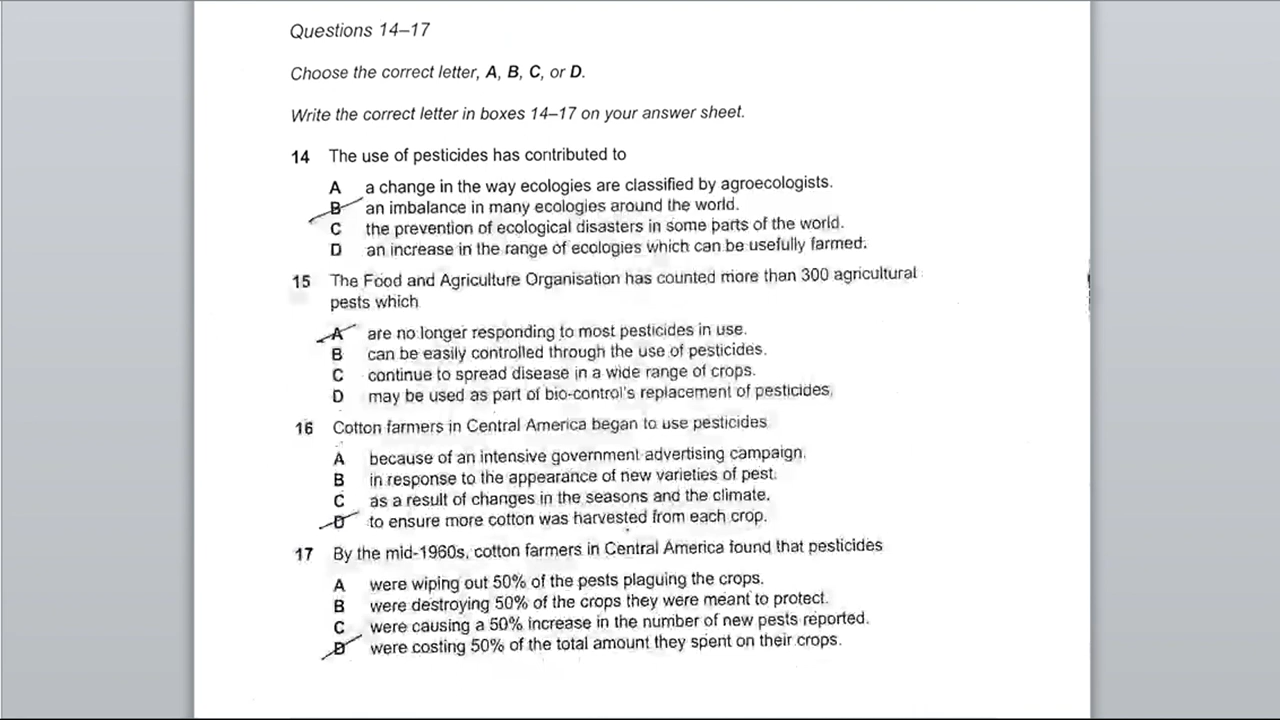 Questions 14–17
Choose the correct letter, A, B, C, or D.
Write the correct letter in boxes 14–17 on your answer sheet.
14 The use of pesticides has contributed to
A a change in the way ecologies are classified by agroecologists.
B an imbalance in many ecologies around the world.
C the prevention of ecological disasters in some parts of the world.
D an increase in the range of ecologies which can be usefully farmed.
15 The Food and Agriculture Organisation has counted more than 300 agricultural
pests which
A are no longer responding to most pesticides in use.
B can be easily controlled through the use of pesticides.
C continue to spread disease in a wide range of crops.
D may be used as part of bio-control's replacement of pesticides.
16 Cotton farmers in Central America began to use pesticides
A because of an intensive government advertising campaign.
B in response to the appearance of new varieties of pest.
C as a result of changes in the seasons and the climate.
D to ensure more cotton was harvested from each crop.
17 By the mid-1960s, cotton farmers in Central America found that pesticides
A were wiping out 50% of the pests plaguing the crops.
B were destroying 50% of the crops they were meant to protect.
C were causing a 50% increase in the number of new pests reported.
D were costing 50% of the total amount they spent on their crops.